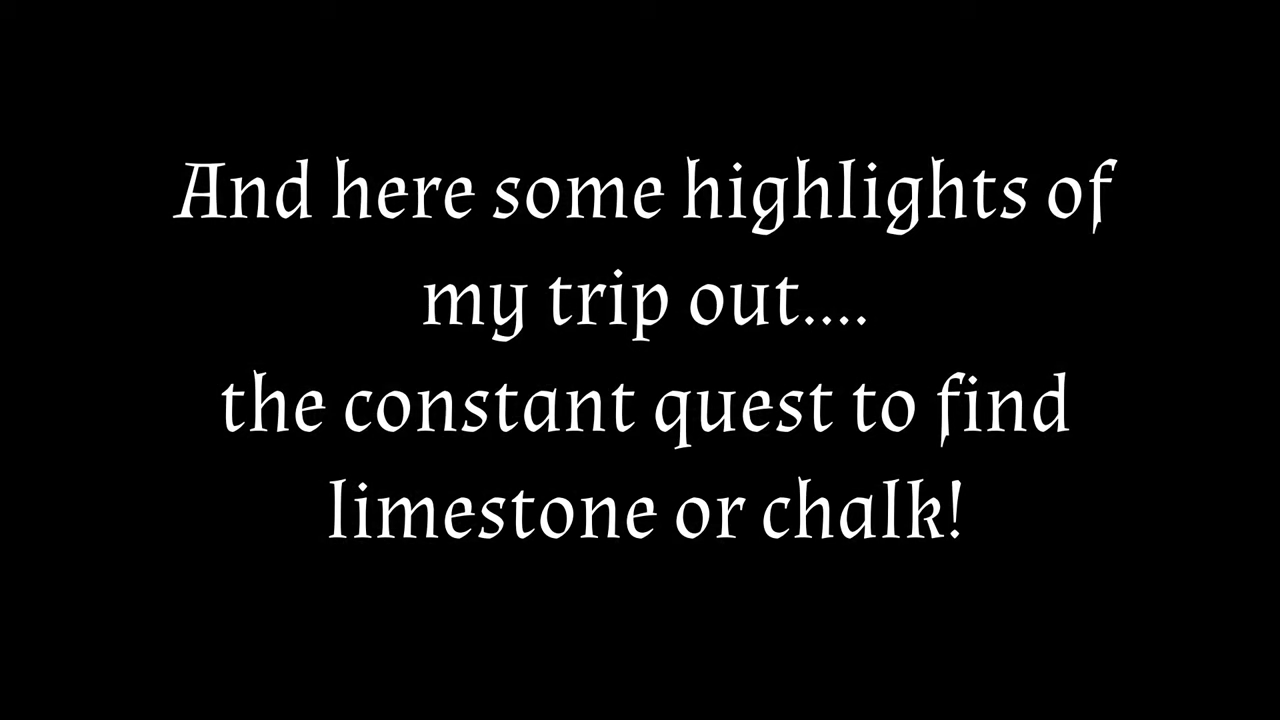 And here some highlights of
my trip out....
the constant quest to find
limestone or chalk!